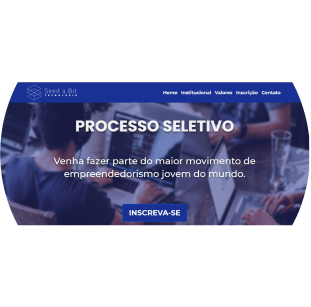 Seed a Bit
TECNOLOGIA
Home Institucional Valores Inscrição Contato
PROCESSO SELETIVO
Venha fazer parte do maior movimento de
empreendedorismo jovem do mundo.
INSCREVA-SE